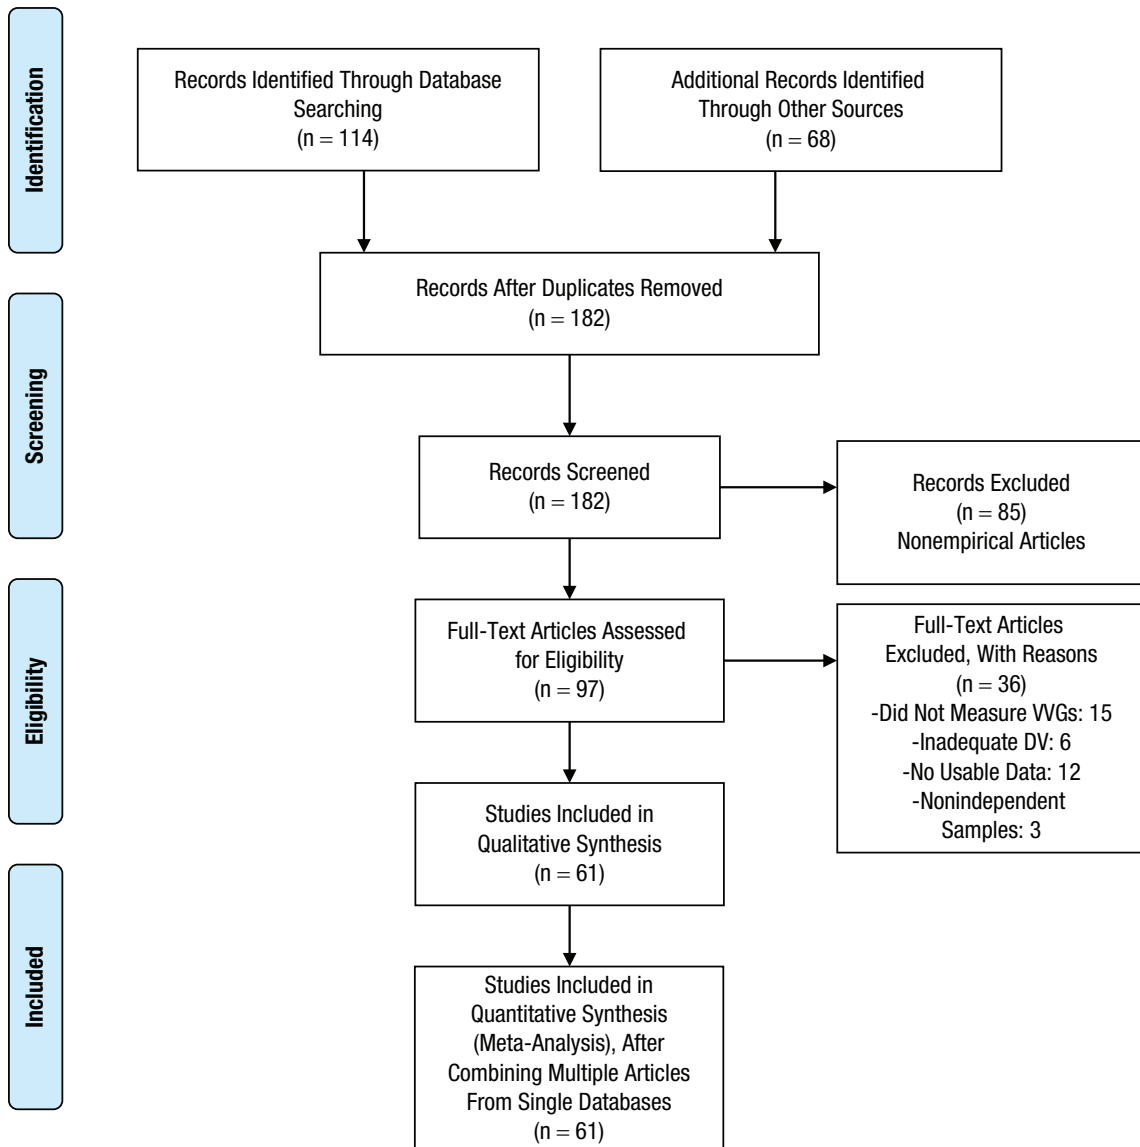 Identification
Records Identified Through Database
Searching
(n = 114)
Additional Records Identified
Through Other Sources
(n = 68)
Records After Duplicates Removed
(n = 182)
Screening
Records Screened
(n = 182)
Records Excluded
(n = 85)
Nonempirical Articles
Eligibility
Full-Text Articles Assessed
for Eligibility
(n = 97)
Full-Text Articles
Excluded, With Reasons
(n = 36)
-Did Not Measure VVGs: 15
-Inadequate DV: 6
-No Usable Data: 12
-Nonindependent
Samples: 3
Studies Included in
Qualitative Synthesis
(n = 61)
Included
Studies Included in
Quantitative Synthesis
(Meta-Analysis), After
Combining Multiple Articles
From Single Databases
(n = 61)